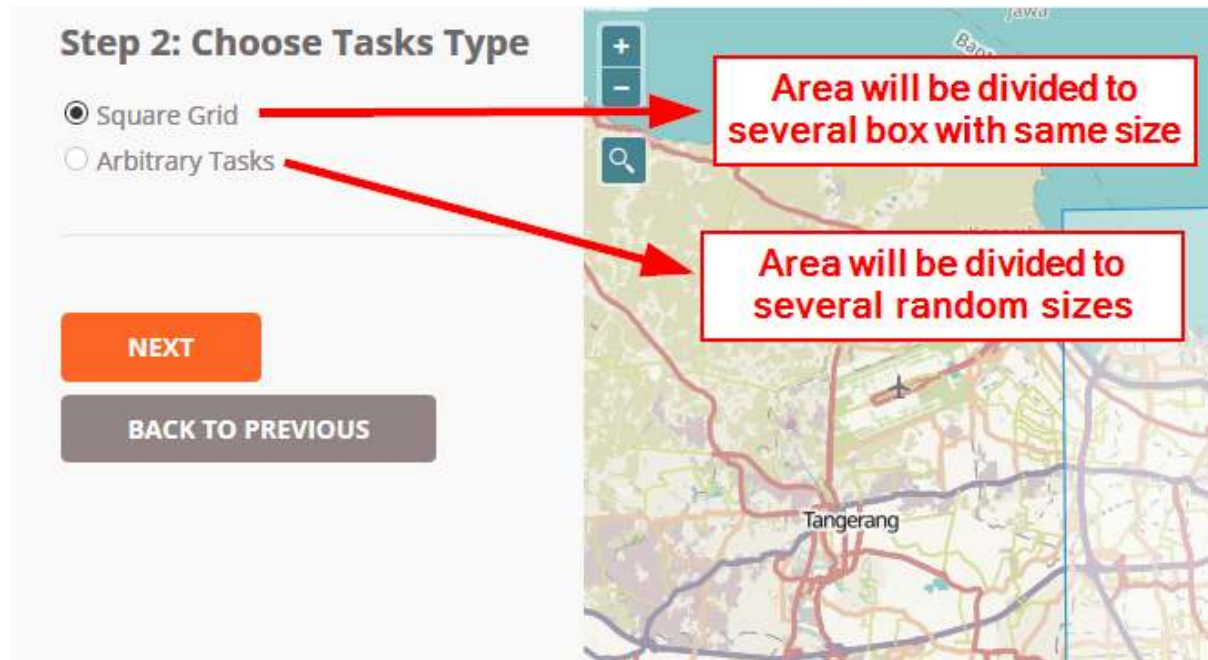 Step 2: Choose Tasks Type
Square Grid
Arbitrary Tasks
NEXT
BACK TO PREVIOUS
+
−
Jawa
Area will be divided to
several box with same size
Area will be divided to
several random sizes
Tangerang